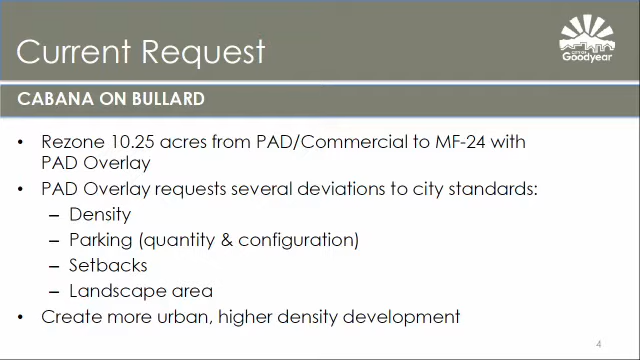 Current Request
CITY OF
Goodyear
CABANA ON BULLARD
• Rezone 10.25 acres from PAD/Commercial to MF-24 with
PAD Overlay
• PAD Overlay requests several deviations to city standards:
– Density
– Parking (quantity & configuration)
– Setbacks
– Landscape area
• Create more urban, higher density development
4